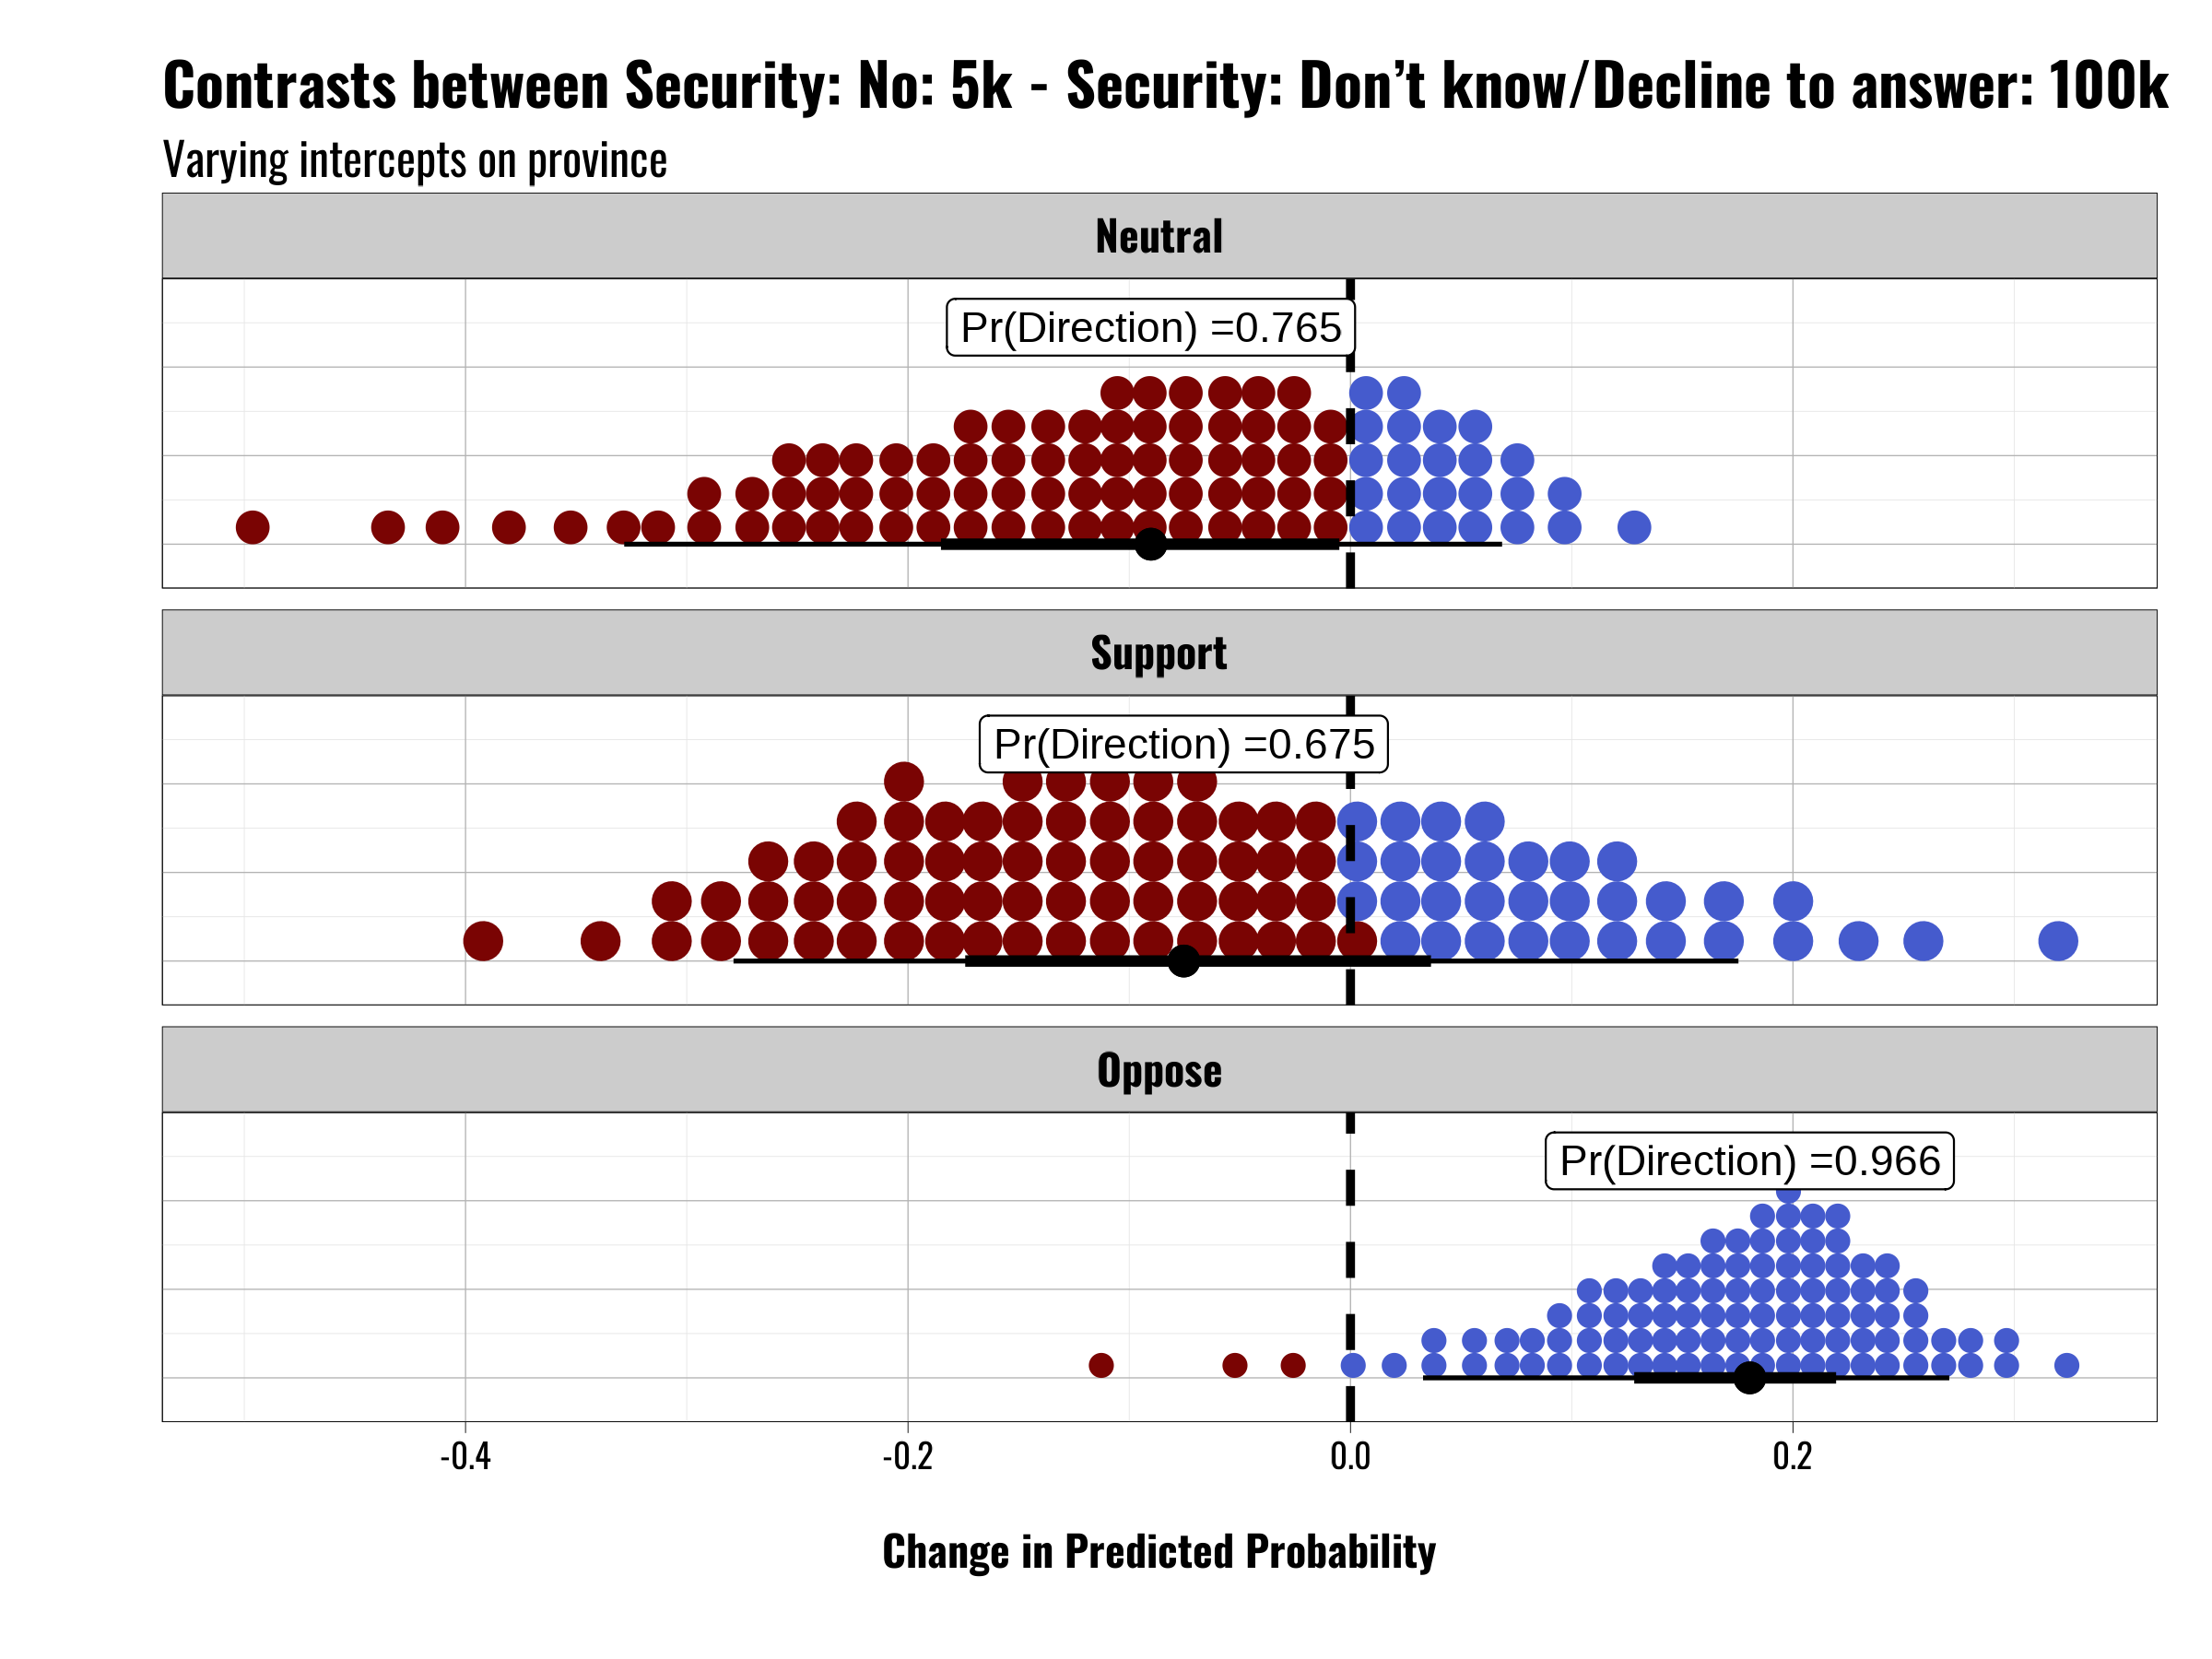 Contrasts between Security: No: 5k - Security: Don’t know/Decline to answer: 100k
Varying intercepts on province
Neutral
Pr(Direction) =0.765
Support
Pr(Direction) =0.675
Oppose
Pr(Direction) =0.966
-0.4 -0.2 0.0 0.2
Change in Predicted Probability